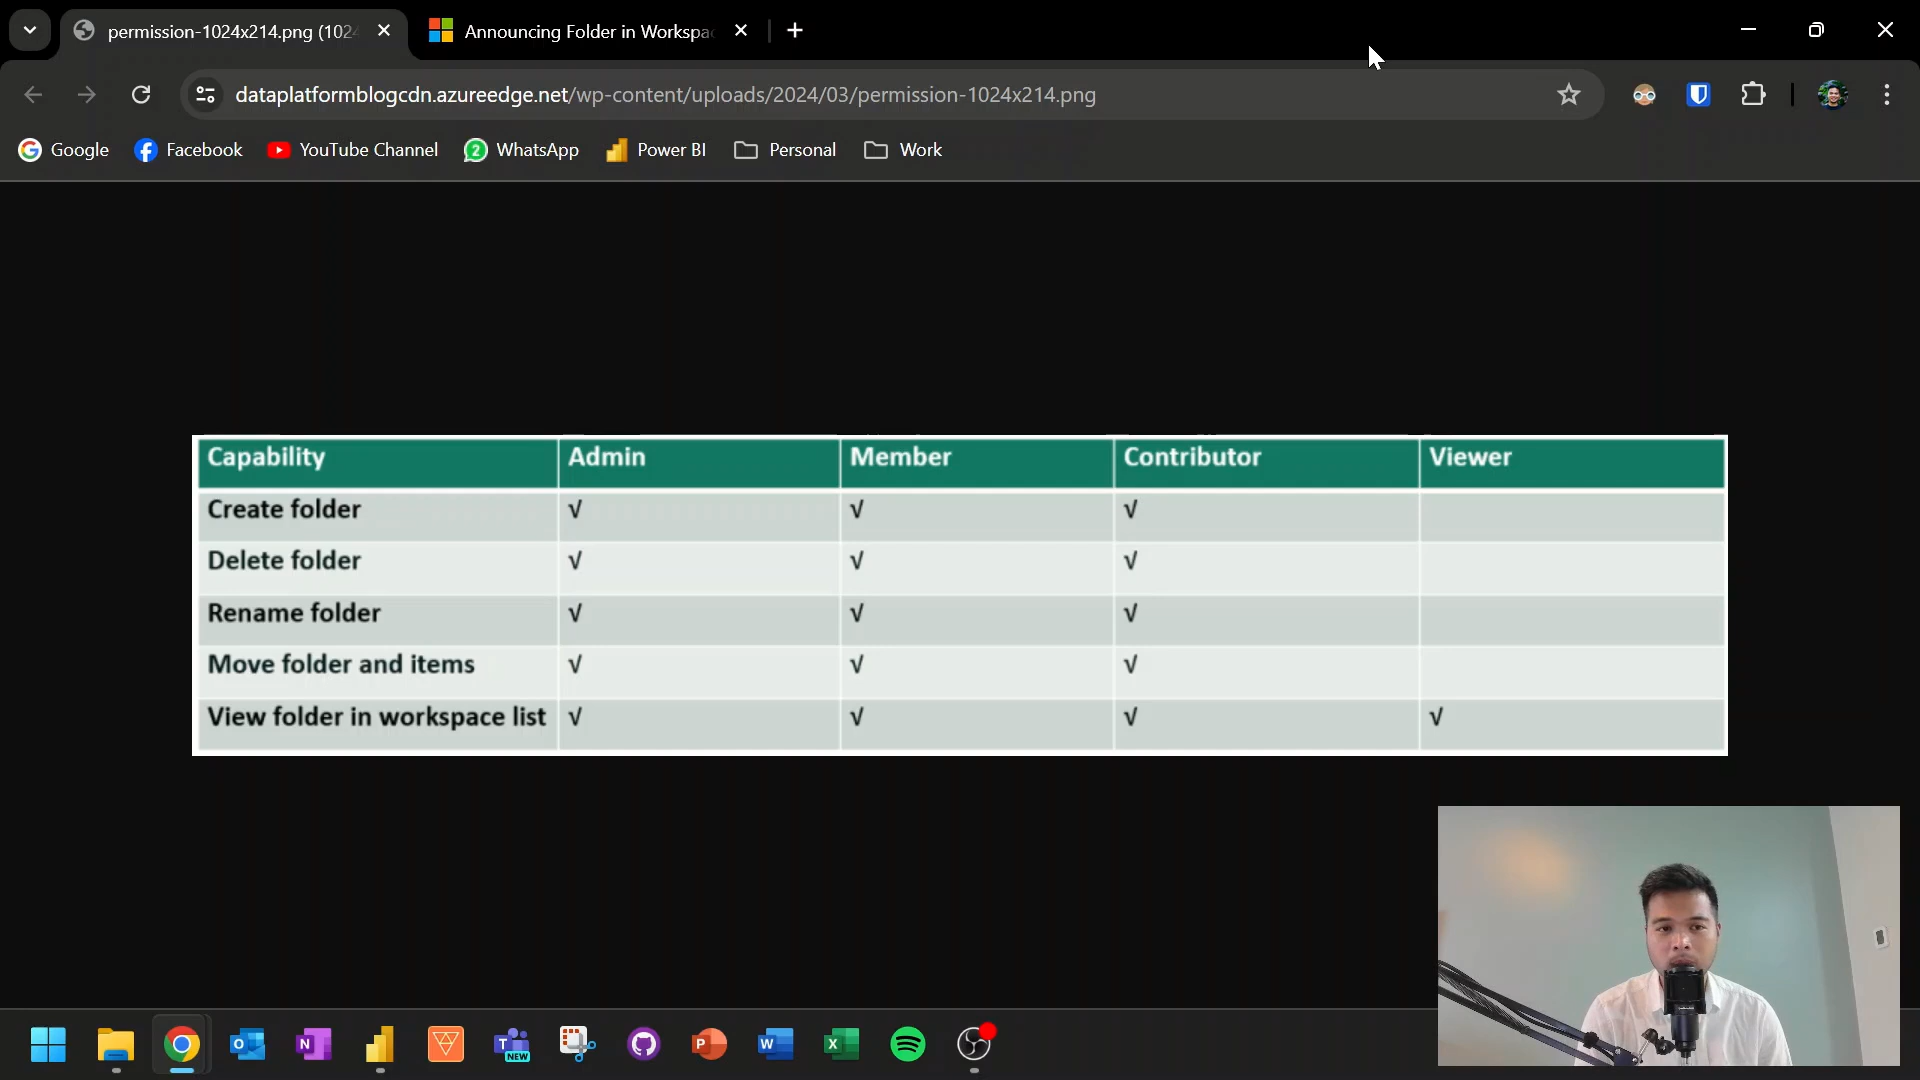 permission-1024x214.png (102
Announcing Folder in Workspa
dataplatformblogcdn.azureedge.net/wp-content/uploads/2024/03/permission-1024x214.png
Google Facebook YouTube Channel 2 WhatsApp Power BI Personal Work
Capability Admin Member Contributor Viewer
Create folder √ √ √
Delete folder √ √ √
Rename folder √ √ √
Move folder and items √ √ √
View folder in workspace list √ √ √ √
O N T NEW P W X